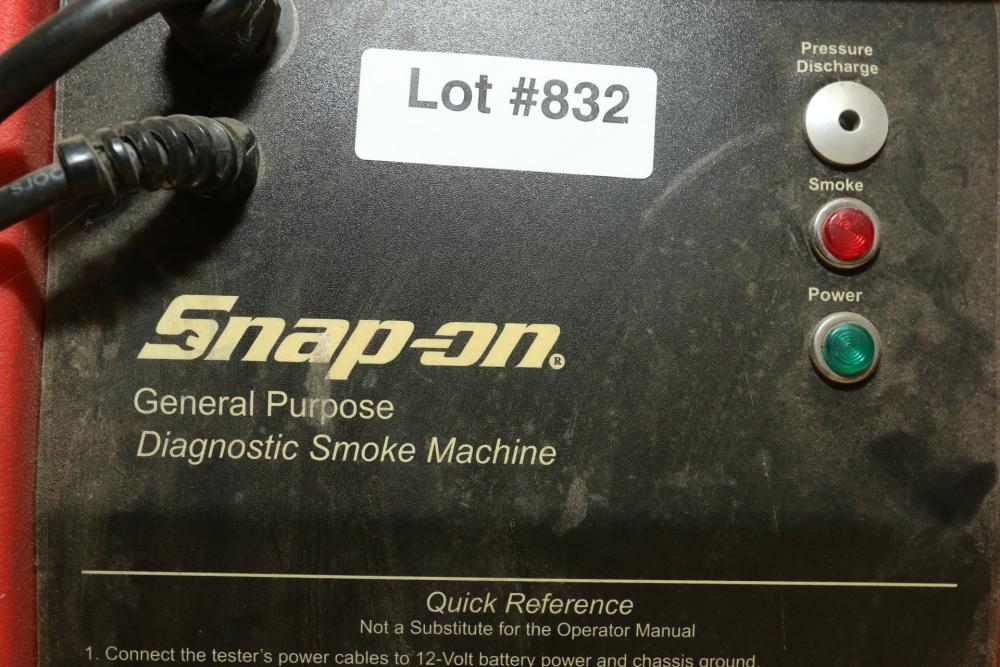 Lot #832
Pressure
Discharge
Smoke
Power
Snap-on®
General Purpose
Diagnostic Smoke Machine
Quick Reference
Not a Substitute for the Operator Manual
1. Connect the tester's power cables to 12-Volt battery power and chassis ground.